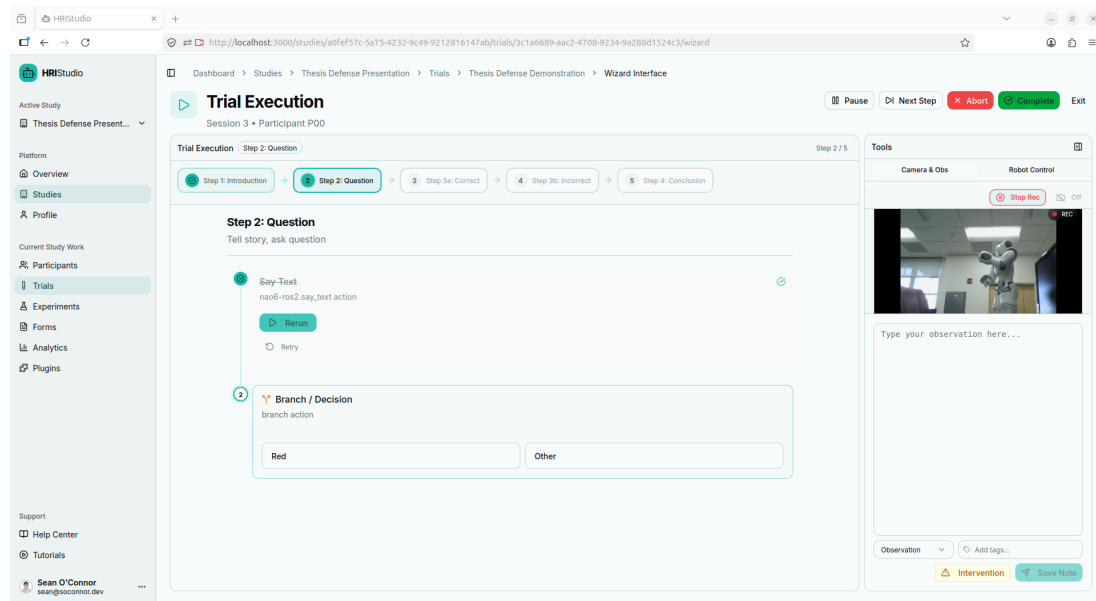 HRIStudio
http://localhost:3000/studies/a0fef57c-5a75-4232-9c49-9212816147ab/trials/3c1a6689-aac2-4708-9234-9a288d1524c3/wizard
HRIStudio
Active Study
Thesis Defense Present...
Platform
Overview
Studies
Profile
Current Study Work
Participants
Trials
Experiments
Forms
Analytics
Plugins
Support
Help Center
Tutorials
Sean O'Connor
sean@soconnor.dev
Dashboard > Studies > Thesis Defense Presentation > Trials > Thesis Defense Demonstration > Wizard Interface
Trial Execution
Session 3 • Participant P00
Pause Next Step Abort Complete Exit
Trial Execution Step 2: Question Step 2 / 5
Step 1: Introduction 2 Step 2: Question 3 Step 3a: Correct 4 Step 3b: Incorrect 5 Step 4: Conclusion
Step 2: Question
Tell story, ask question
Say Text
nao6-ros2.say_text action
Rerun
Retry
2 Branch / Decision
branch action
Red Other
Tools
Camera & Obs Robot Control
Stop Rec Off
REC
Type your observation here...
Observation Add tags...
Intervention Save Note